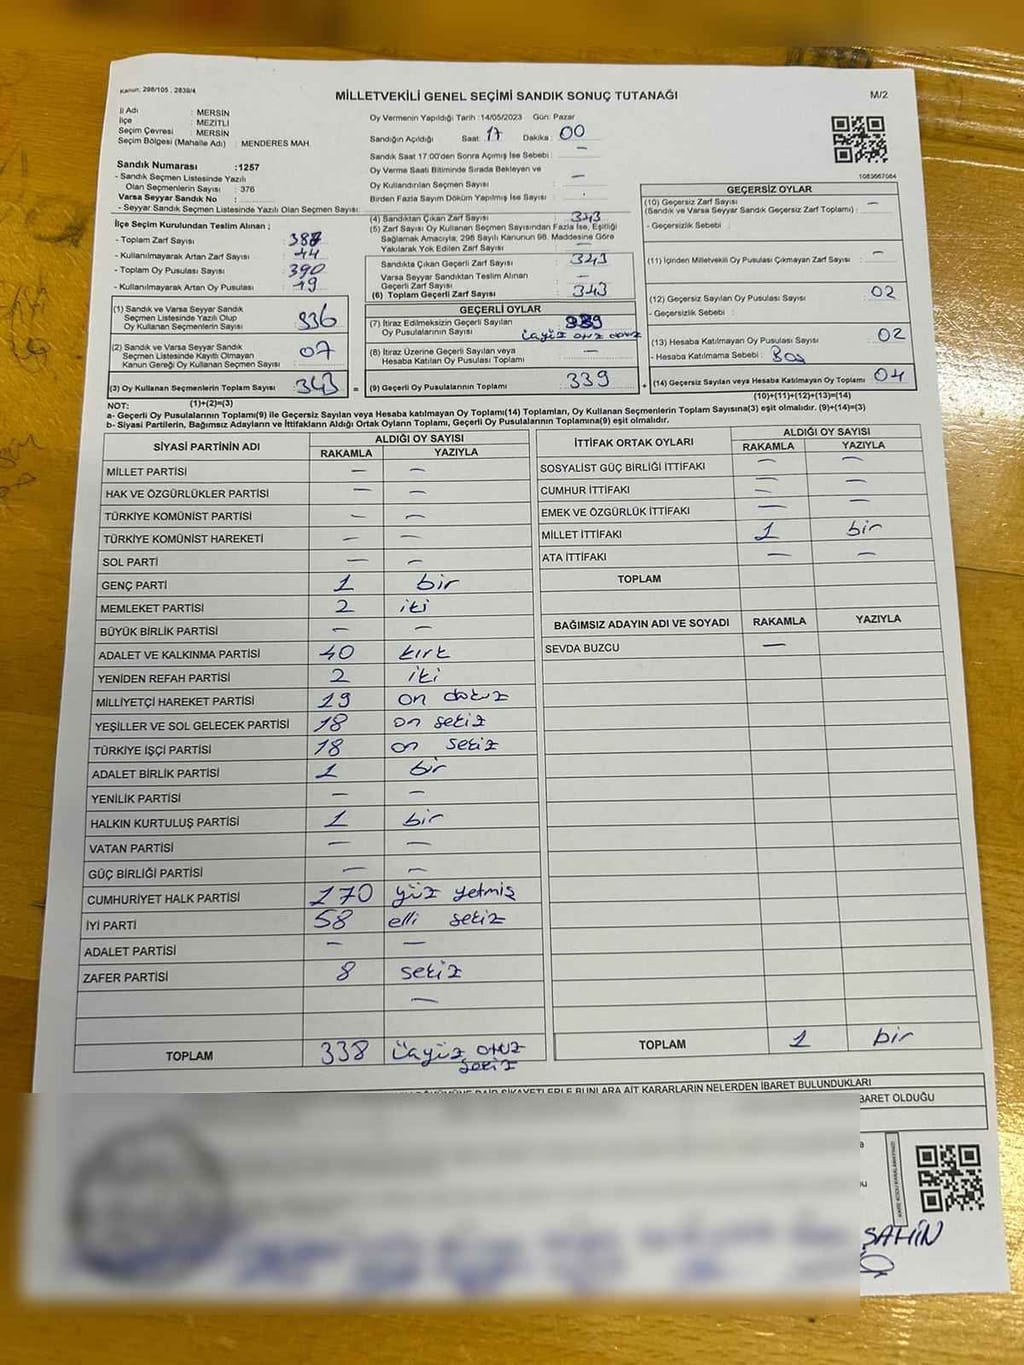 Kanun: 298/105 , 2839/4
MİLLETVEKİLİ GENEL SEÇİMİ SANDIK SONUÇ TUTANAĞI
M/2
İl Adı : MERSİN
İlçe : MEZİTLİ
Seçim Çevresi : MERSİN
Seçim Bölgesi (Mahalle Adı) : MENDERES MAH.
Sandık Numarası :1257
- Sandık Seçmen Listesinde Yazılı
Olan Seçmenlerin Sayısı : 376
Varsa Seyyar Sandık No :
- Seyyar Sandık Seçmen Listesinde Yazılı Olan Seçmen Sayısı:
Oy Vermenin Yapıldığı Tarih :14/05/2023 Gün: Pazar
Sandığın Açıldığı Saat 17 Dakika : 00
Sandık Saat 17:00'den Sonra Açmış İse Sebebi : —
Oy Verme Saati Bitiminde Sırada Bekleyen ve
Oy Kullandırılan Seçmen Sayısı —
Birden Fazla Sayım Döküm Yapılmış İse Sayısı :
1083667064
İlçe Seçim Kurulundan Teslim Alınan ;
- Toplam Zarf Sayısı : 387
- Kullanılmayarak Artan Zarf Sayısı : 44
- Toplam Oy Pusulası Sayısı : 390
- Kullanılmayarak Artan Oy Pusulası : 49
(1) Sandık ve Varsa Seyyar Sandık
Seçmen Listesinde Yazılı Olup
Oy Kullanan Seçmenlerin Sayısı : 336
(2) Sandık ve Varsa Seyyar Sandık
Seçmen Listesinde Kayıtlı Olmayan
Kanun Gereği Oy Kullanan Seçmen Sayısı : 07
(3) Oy Kullanan Seçmenlerin Toplam Sayısı 343 =
(1)+(2)=(3)
(4) Sandıktan Çıkan Zarf Sayısı : 343
(5) Zarf Sayısı Oy Kullanan Seçmen Sayısından Fazla İse, Eşitliği
Sağlamak Amacıyla; 298 Sayılı Kanunun 98. Maddesine Göre
Yakılarak Yok Edilen Zarf Sayısı : —
Sandıkta Çıkan Geçerli Zarf Sayısı : 343
Varsa Seyyar Sandıktan Teslim Alınan
Geçerli Zarf Sayısı : —
(6) Toplam Geçerli Zarf Sayısı : 343
GEÇERLİ OYLAR
(7) İtiraz Edilmeksizin Geçerli Sayılan
Oy Pusulalarının Sayısı : 339
üçyüz otuz dokuz
(8) İtiraz Üzerine Geçerli Sayılan veya
Hesaba Katılan Oy Pusulası Toplamı : —
(9) Geçerli Oy Pusulalarının Toplamı : 339 +
GEÇERSİZ OYLAR
(10) Geçersiz Zarf Sayısı : —
(Sandık ve Varsa Seyyar Sandık Geçersiz Zarf Toplamı) :
- Geçersizlik Sebebi :
(11) İçinden Milletvekili Oy Pusulası Çıkmayan Zarf Sayısı : —
(12) Geçersiz Sayılan Oy Pusulası Sayısı : 02
- Geçersizlik Sebebi :
(13) Hesaba Katılmayan Oy Pusulası Sayısı : 02
- Hesaba Katılmama Sebebi : Boş
(14) Geçersiz Sayılan veya Hesaba Katılmayan Oy Toplamı : 04
(10)+(11)+(12)+(13)=(14)
NOT:
a- Geçerli Oy Pusulalarının Toplamı(9) ile Geçersiz Sayılan veya Hesaba katılmayan Oy Toplamı(14) Toplamları, Oy Kullanan Seçmenlerin Toplam Sayısına(3) eşit olmalıdır. (9)+(14)=(3)
b- Siyasi Partilerin, Bağımsız Adayların ve İttifakların Aldığı Ortak Oyların Toplamı, Geçerli Oy Pusulalarının Toplamına(9) eşit olmalıdır.
SİYASİ PARTİNİN ADI ALDIĞI OY SAYISI
RAKAMLA YAZIYLA
MİLLET PARTİSİ — —
HAK VE ÖZGÜRLÜKLER PARTİSİ — —
TÜRKİYE KOMÜNİST PARTİSİ — —
TÜRKİYE KOMÜNİST HAREKETİ — —
SOL PARTİ — —
GENÇ PARTİ 1 bir
MEMLEKET PARTİSİ 2 iki
BÜYÜK BİRLİK PARTİSİ — —
ADALET VE KALKINMA PARTİSİ 40 kırk
YENİDEN REFAH PARTİSİ 2 iki
MİLLİYETÇİ HAREKET PARTİSİ 19 on dokuz
YEŞİLLER VE SOL GELECEK PARTİSİ 18 on sekiz
TÜRKİYE İŞÇİ PARTİSİ 18 on sekiz
ADALET BİRLİK PARTİSİ 1 bir
YENİLİK PARTİSİ — —
HALKIN KURTULUŞ PARTİSİ 1 bir
VATAN PARTİSİ — —
GÜÇ BİRLİĞİ PARTİSİ — —
CUMHURİYET HALK PARTİSİ 170 yüz yetmiş
İYİ PARTİ 58 elli sekiz
ADALET PARTİSİ — —
ZAFER PARTİSİ 8 sekiz
—
TOPLAM 338 üçyüz otuz
sekiz
İTTİFAK ORTAK OYLARI ALDIĞI OY SAYISI
RAKAMLA YAZIYLA
SOSYALİST GÜÇ BİRLİĞİ İTTİFAKI — —
CUMHUR İTTİFAKI — —
EMEK VE ÖZGÜRLÜK İTTİFAKI — —
MİLLET İTTİFAKI 1 bir
ATA İTTİFAKI — —
TOPLAM
BAĞIMSIZ ADAYIN ADI VE SOYADI RAKAMLA YAZIYLA
SEVDA BUZCU —
TOPLAM 1 bir
DAİR ŞİKAYETLERLE BUNLARA AİT KARARLARIN NELERDEN İBARET BULUNDUKLARI
BARET OLDUĞU
ŞAHİN